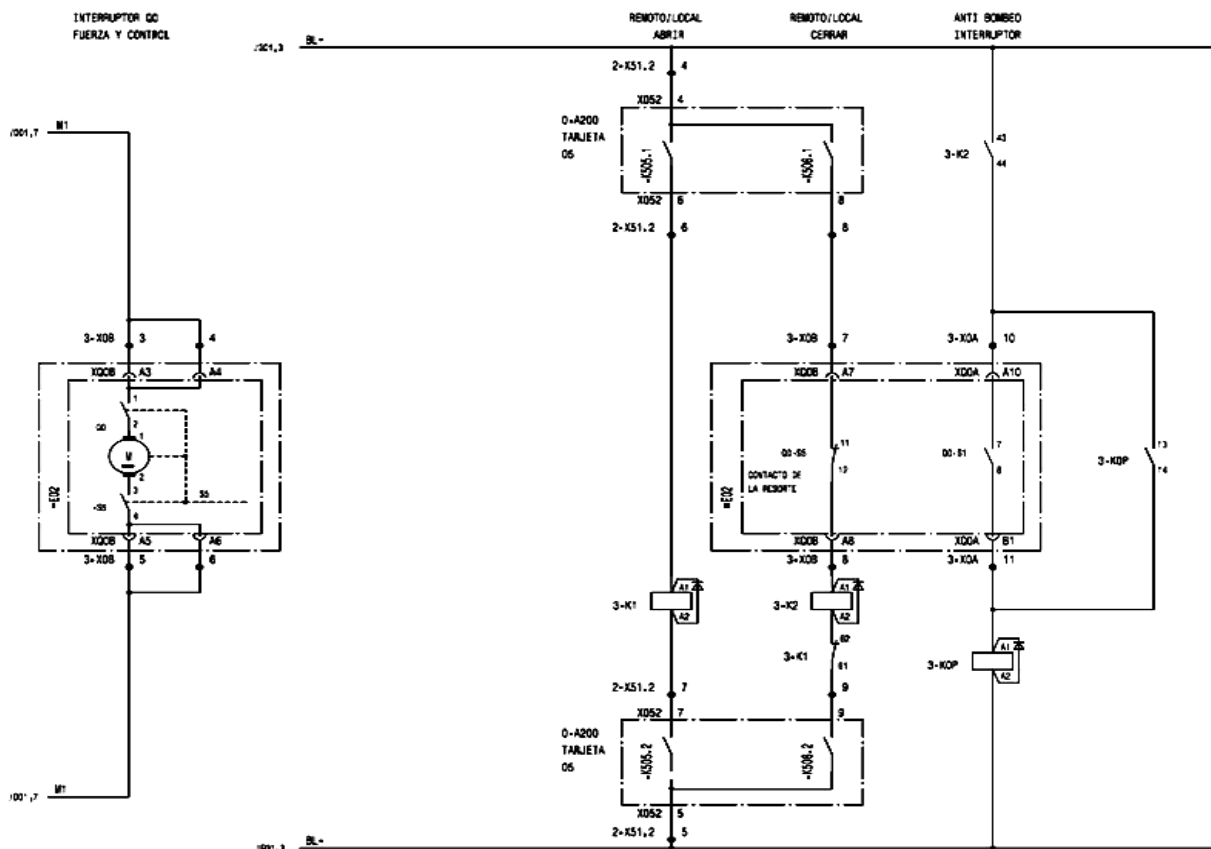 INTERRUPTOR QO
FUERZA Y CONTROL
REMOTO/LOCAL
ABRIR
REMOTO/LOCAL
CERRAR
ANTI BOMBEO
INTERRUPTOR
BL-
2-X51.2 4
X052 4
0-A200
TARJETA
05
-K505.1
-K506.1
X052 6
8
2-X51.2 6
8
/001,7 M1
3-K2
43
44
3-X0B 3
4
XQ0B A3
A4
1
2
QO
1
M
2
3
4
-S5
S5
=E02
XQ0B A5
A6
3-X0B 5
6
3-X0B 7
3-X0A 10
XQ0B A7
XQ0A A10
QO-S5
11
12
CONTACTO DE
LA RESORTE
QO-S1
7
8
3-K0P
13
14
=E02
XQ0B A8
XQ0A B1
3-X0B 8
3-X0A 11
3-K1
A1
A2
3-K2
A1
A2
3-K1
62
61
3-K0P
A1
A2
2-X51.2 7
9
X052 7
9
0-A200
TARJETA
05
-K505.2
-K506.2
X052 5
2-X51,2 5
/001,7 M1
BL-